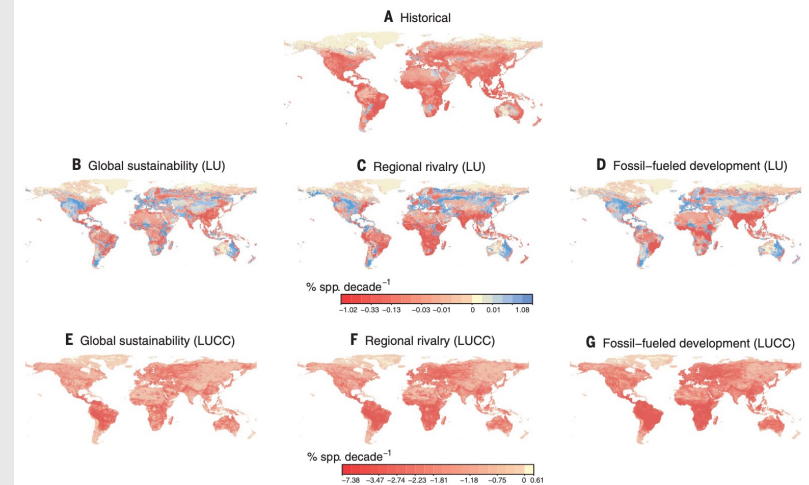 A Historical
B Global sustainability (LU)
C Regional rivalry (LU)
D Fossil–fueled development (LU)
% spp. decade⁻¹
-1.02 -0.33 -0.13 -0.03 -0.01 0 0.01 1.08
E Global sustainability (LUCC)
F Regional rivalry (LUCC)
G Fossil–fueled development (LUCC)
% spp. decade⁻¹
-7.38 -3.47 -2.74 -2.23 -1.81 -1.18 -0.75 0 0.61